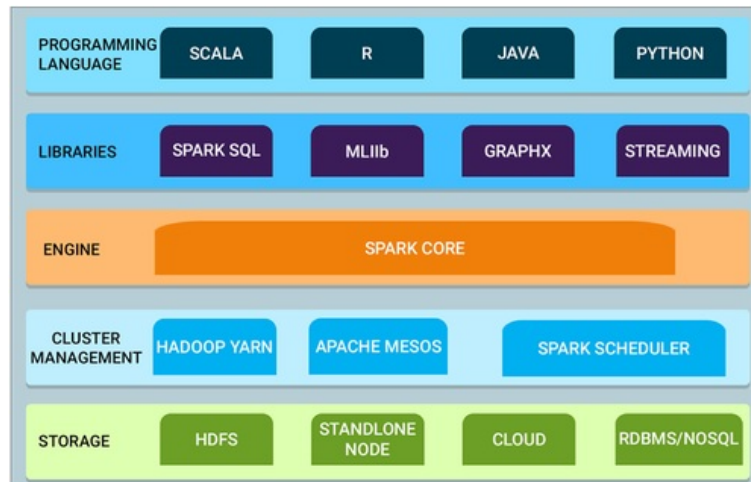 PROGRAMMING
LANGUAGE
SCALA
R
JAVA
PYTHON
LIBRARIES
SPARK SQL
MLIIb
GRAPHX
STREAMING
ENGINE
SPARK CORE
CLUSTER
MANAGEMENT
HADOOP YARN
APACHE MESOS
SPARK SCHEDULER
STORAGE
HDFS
STANDLONE
NODE
CLOUD
RDBMS/NOSQL